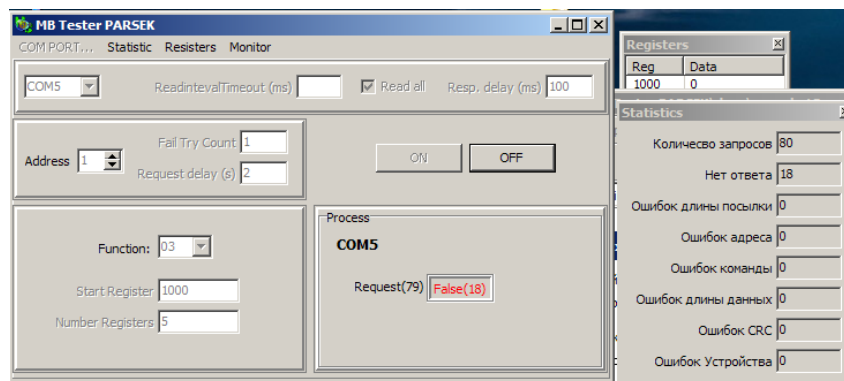 MB Tester PARSEK
COM PORT... Statistic Resisters Monitor
COM5 ReadintevalTimeout (ms) Read all Resp. delay (ms) 100
Address 1 Fail Try Count 1
Request delay (s) 2
ON OFF
Function: 03
Start Register 1000
Number Registers 5
Process
COM5
Request(79) False(18)
Registers
Reg Data
1000 0
Statistics
Количесво запросов 80
Нет ответа 18
Ошибок длины посылки 0
Ошибок адреса 0
Ошибок команды 0
Ошибок длины данных 0
Ошибок CRC 0
Ошибок Устройства 0